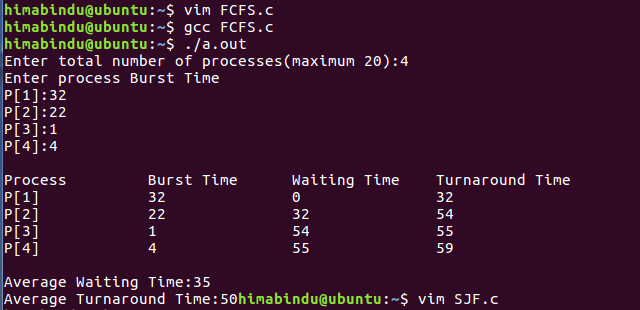 himabindu@ubuntu:~$ vim FCFS.c
himabindu@ubuntu:~$ gcc FCFS.c
himabindu@ubuntu:~$ ./a.out
Enter total number of processes(maximum 20):4
Enter process Burst Time
P[1]:32
P[2]:22
P[3]:1
P[4]:4
Process Burst Time Waiting Time Turnaround Time
P[1] 32 0 32
P[2] 22 32 54
P[3] 1 54 55
P[4] 4 55 59
Average Waiting Time:35
Average Turnaround Time:50himabindu@ubuntu:~$ vim SJF.c